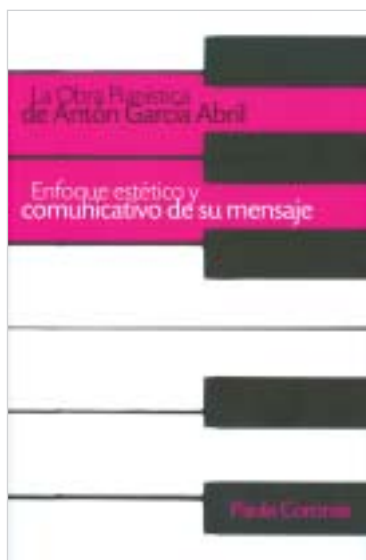 La Obra Pianística
de Antón García Abril
Enfoque estético y
comunicativo de su mensaje
Paula Coronas